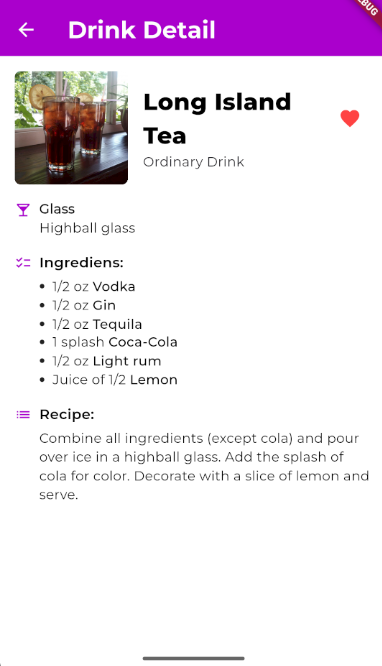 Drink Detail
Long Island
Tea
Ordinary Drink
Glass
Highball glass
Ingrediens:
• 1/2 oz Vodka
• 1/2 oz Gin
• 1/2 oz Tequila
• 1 splash Coca-Cola
• 1/2 oz Light rum
• Juice of 1/2 Lemon
Recipe:
Combine all ingredients (except cola) and pour
over ice in a highball glass. Add the splash of
cola for color. Decorate with a slice of lemon and
serve.